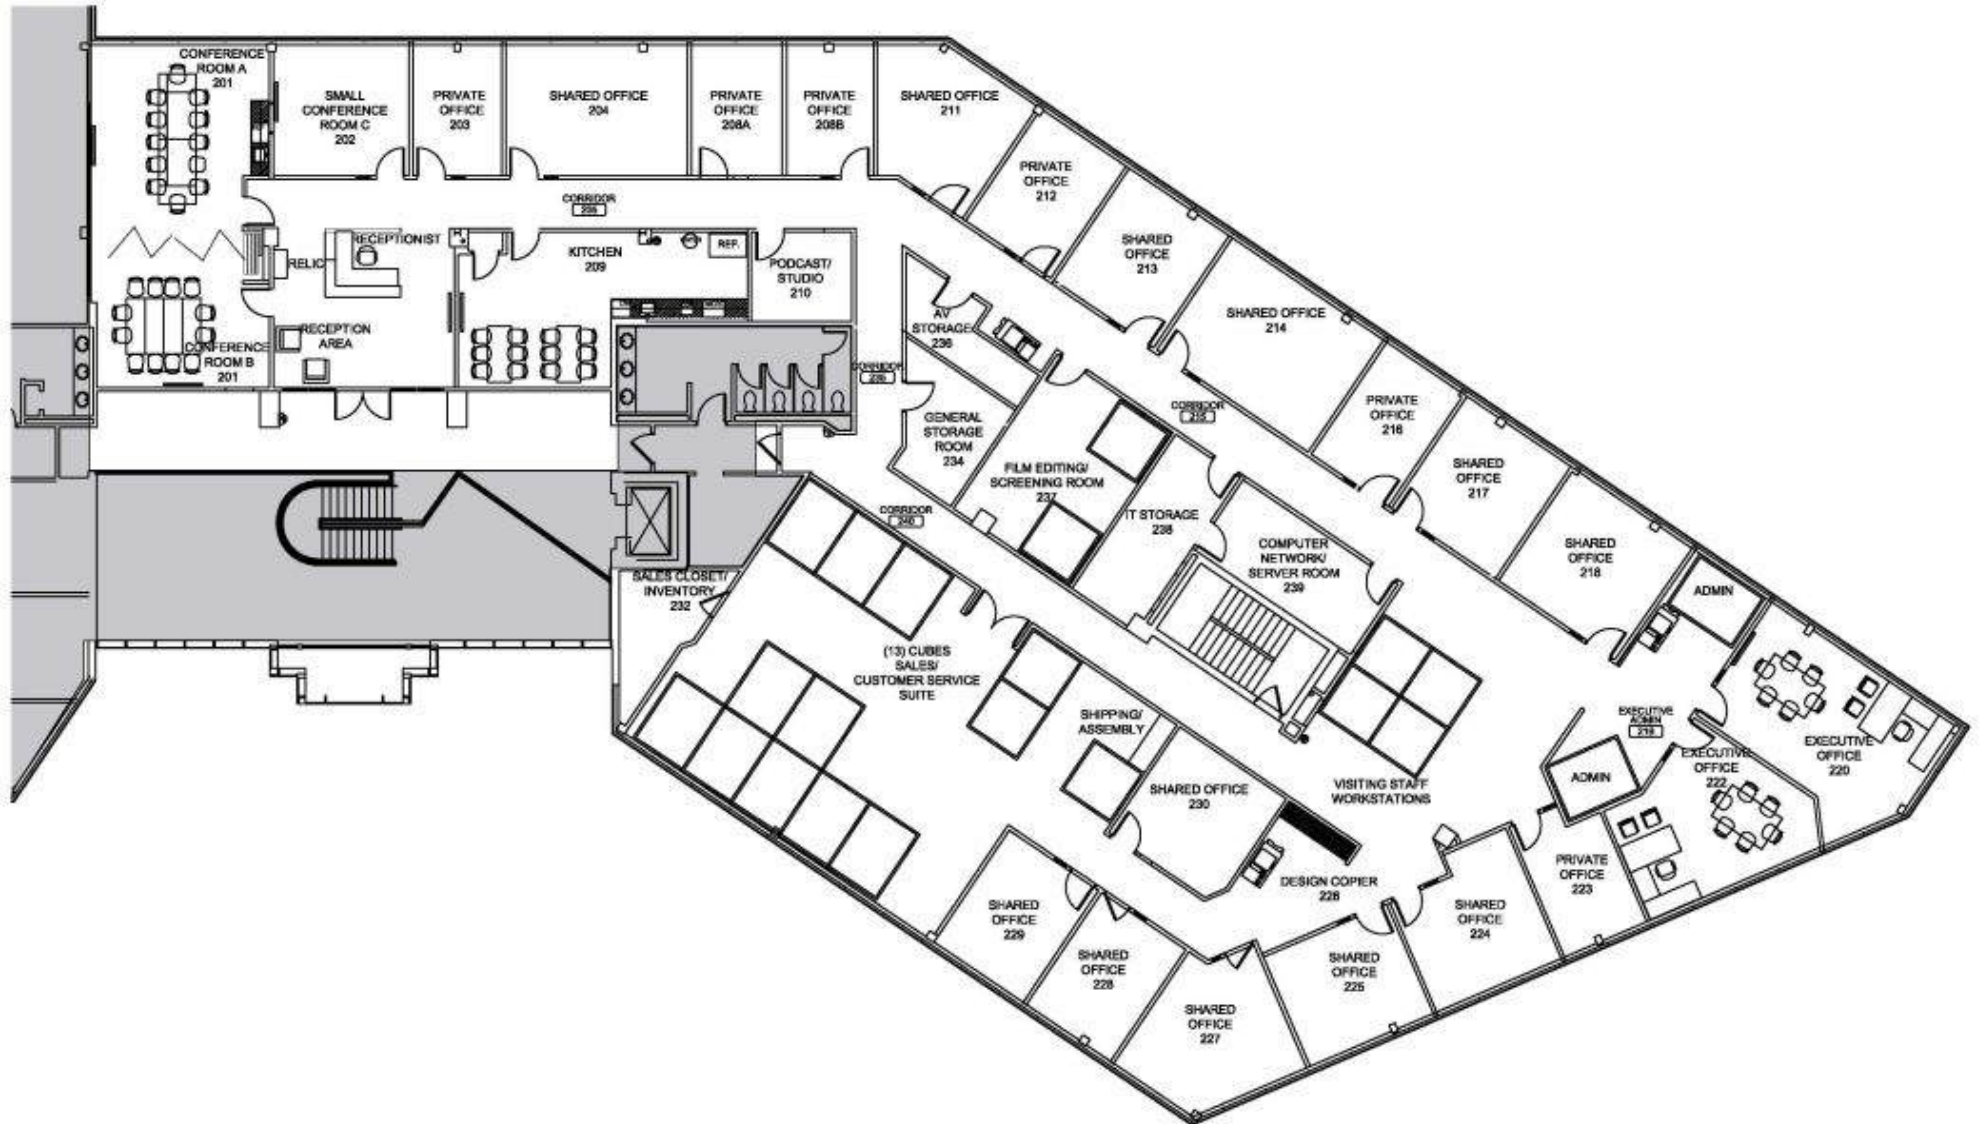 CONFERENCE
ROOM A
201
SMALL
CONFERENCE
ROOM C
202
PRIVATE
OFFICE
203
SHARED OFFICE
204
PRIVATE
OFFICE
208A
PRIVATE
OFFICE
208B
SHARED OFFICE
211
PRIVATE
OFFICE
212
SHARED
OFFICE
213
SHARED OFFICE
214
PRIVATE
OFFICE
216
SHARED
OFFICE
217
SHARED
OFFICE
218
ADMIN
CORRIDOR
RECEPTIONIST
RELIC
KITCHEN
209
REF.
PODCAST/
STUDIO
210
RECEPTION
AREA
CONFERENCE
ROOM B
201
AV
STORAGE
236
CORRIDOR
GENERAL
STORAGE
ROOM
234
CORRIDOR
215
FILM EDITING/
SCREENING ROOM
237
IT STORAGE
238
CORRIDOR
240
COMPUTER
NETWORK/
SERVER ROOM
239
SALES CLOSET/
INVENTORY
232
(13) CUBES
SALES/
CUSTOMER SERVICE
SUITE
SHIPPING/
ASSEMBLY
SHARED OFFICE
230
VISITING STAFF
WORKSTATIONS
EXECUTIVE
ADMIN
219
ADMIN
EXECUTIVE
OFFICE
220
EXECUTIVE
OFFICE
222
PRIVATE
OFFICE
223
DESIGN COPIER
226
SHARED
OFFICE
224
SHARED
OFFICE
225
SHARED
OFFICE
227
SHARED
OFFICE
228
SHARED
OFFICE
229